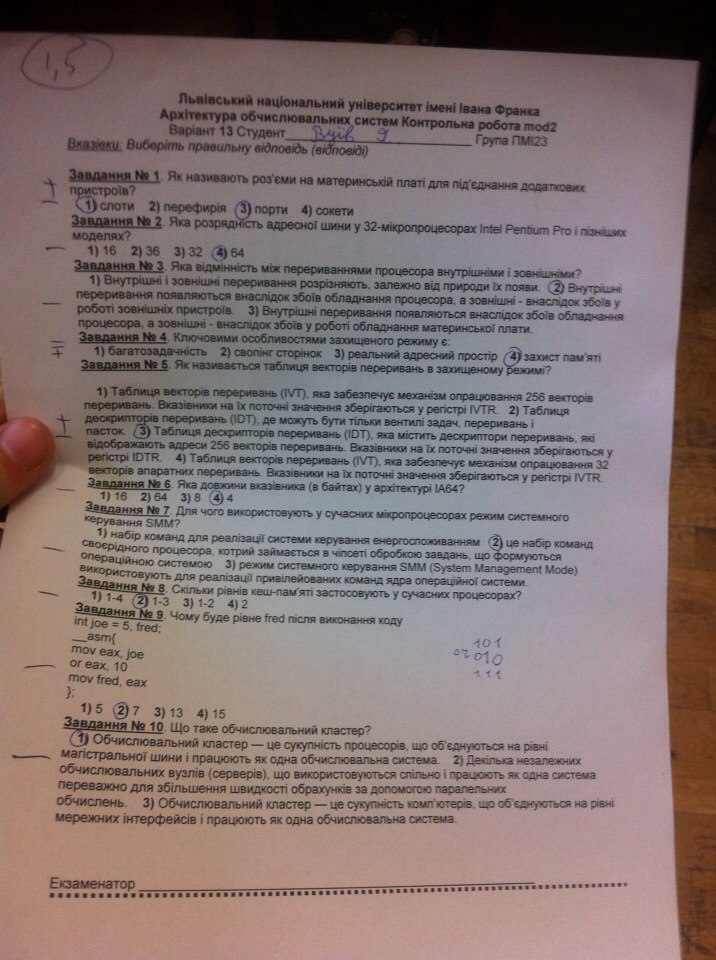 1,5
Львівський національний університет імені Івана Франка
Архітектура обчислювальних систем Контрольна робота mod2
Варіант 13 Студент Група ПМІ23
Вказівки: Виберіть правильну відповідь (відповіді)
Завдання № 1. Як називають роз'єми на материнській платі для під'єднання додаткових
пристроїв?
1) слоти 2) переферія 3) порти 4) сокети
Завдання № 2. Яка розрядність адресної шини у 32-мікропроцесорах Intel Pentium Pro і пізніших
моделях?
1) 16 2) 36 3) 32 4) 64
Завдання № 3. Яка відмінність між перериваннями процесора внутрішніми і зовнішніми?
1) Внутрішні і зовнішні переривання розрізняють, залежно від природи їх появи. 2) Внутрішні
переривання появляються внаслідок збоїв обладнання процесора, а зовнішні - внаслідок збоїв у
роботі зовнішніх пристроїв. 3) Внутрішні переривання появляються внаслідок збоїв обладнання
процесора, а зовнішні - внаслідок збоїв у роботі обладнання материнської плати.
Завдання № 4. Ключовими особливостями захищеного режиму є:
1) багатозадачність 2) свопінг сторінок 3) реальний адресний простір 4) захист пам'яті
Завдання № 5. Як називається таблиця векторів переривань в захищеному режимі?
1) Таблиця векторів переривань (IVT), яка забезпечує механізм опрацювання 256 векторів
переривань. Вказівники на їх поточні значення зберігаються у регістрі IVTR. 2) Таблиця
дескрипторів переривань (IDT), де можуть бути тільки вентилі задач, переривань і
пасток. 3) Таблиця дескрипторів переривань (IDT), яка містить дескриптори переривань, які
відображають адреси 256 векторів переривань. Вказівники на їх поточні значення зберігаються у
регістрі IDTR. 4) Таблиця векторів переривань (IVT), яка забезпечує механізм опрацювання 32
векторів апаратних переривань. Вказівники на їх поточні значення зберігаються у регістрі IVTR.
Завдання № 6. Яка довжини вказівника (в байтах) у архітектурі IA64?
1) 16 2) 64 3) 8 4) 4
Завдання № 7. Для чого використовують у сучасних мікропроцесорах режим системного
керування SMM?
1) набір команд для реалізації системи керування енергоспоживанням 2) це набір команд
своєрідного процесора, котрий займається в чіпсеті обробкою завдань, що формуються
операційною системою 3) режим системного керування SMM (System Management Mode)
використовують для реалізації привілейованих команд ядра операційної системи.
Завдання № 8. Скільки рівнів кеш-пам'яті застосовують у сучасних процесорах?
1) 1-4 2) 1-3 3) 1-2 4) 2
Завдання № 9. Чому буде рівне fred після виконання коду
int joe = 5, fred;
__asm{
mov eax, joe
or eax, 10
mov fred, eax
};
101
or 010
111
1) 5 2) 7 3) 13 4) 15
Завдання № 10. Що таке обчислювальний кластер?
1) Обчислювальний кластер — це сукупність процесорів, що об'єднуються на рівні
магістральної шини і працюють як одна обчислювальна система. 2) Декілька незалежних
обчислювальних вузлів (серверів), що використовуються спільно і працюють як одна система
переважно для збільшення швидкості обрахунків за допомогою паралельних
обчислень. 3) Обчислювальний кластер — це сукупність комп'ютерів, що об'єднуються на рівні
мережних інтерфейсів і працюють як одна обчислювальна система.
Екзаменатор